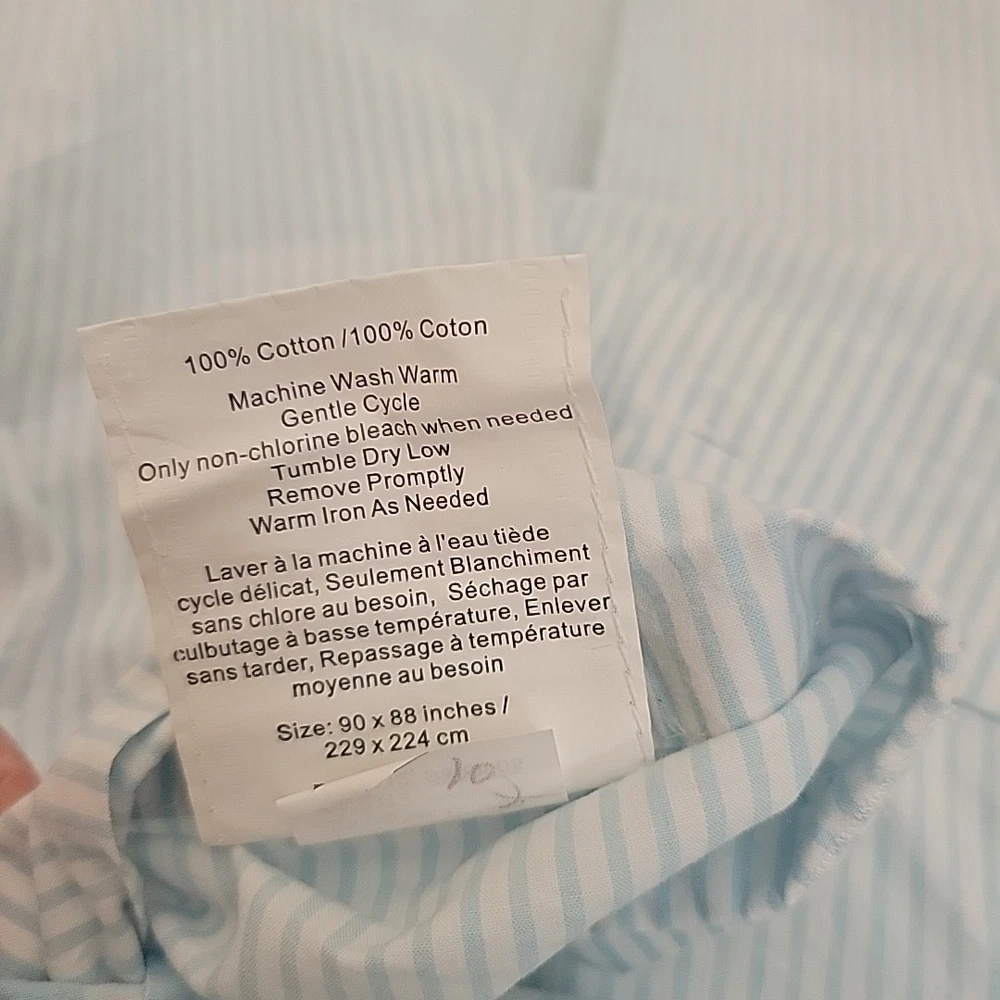 100% Cotton /100% Coton
Machine Wash Warm
Gentle Cycle
Only non-chlorine bleach when needed
Tumble Dry Low
Remove Promptly
Warm Iron As Needed
Laver à la machine à l'eau tiède
cycle délicat, Seulement Blanchiment
sans chlore au besoin, Séchage par
culbutage à basse température, Enlever
sans tarder, Repassage à température
moyenne au besoin
Size: 90 x 88 inches /
229 x 224 cm